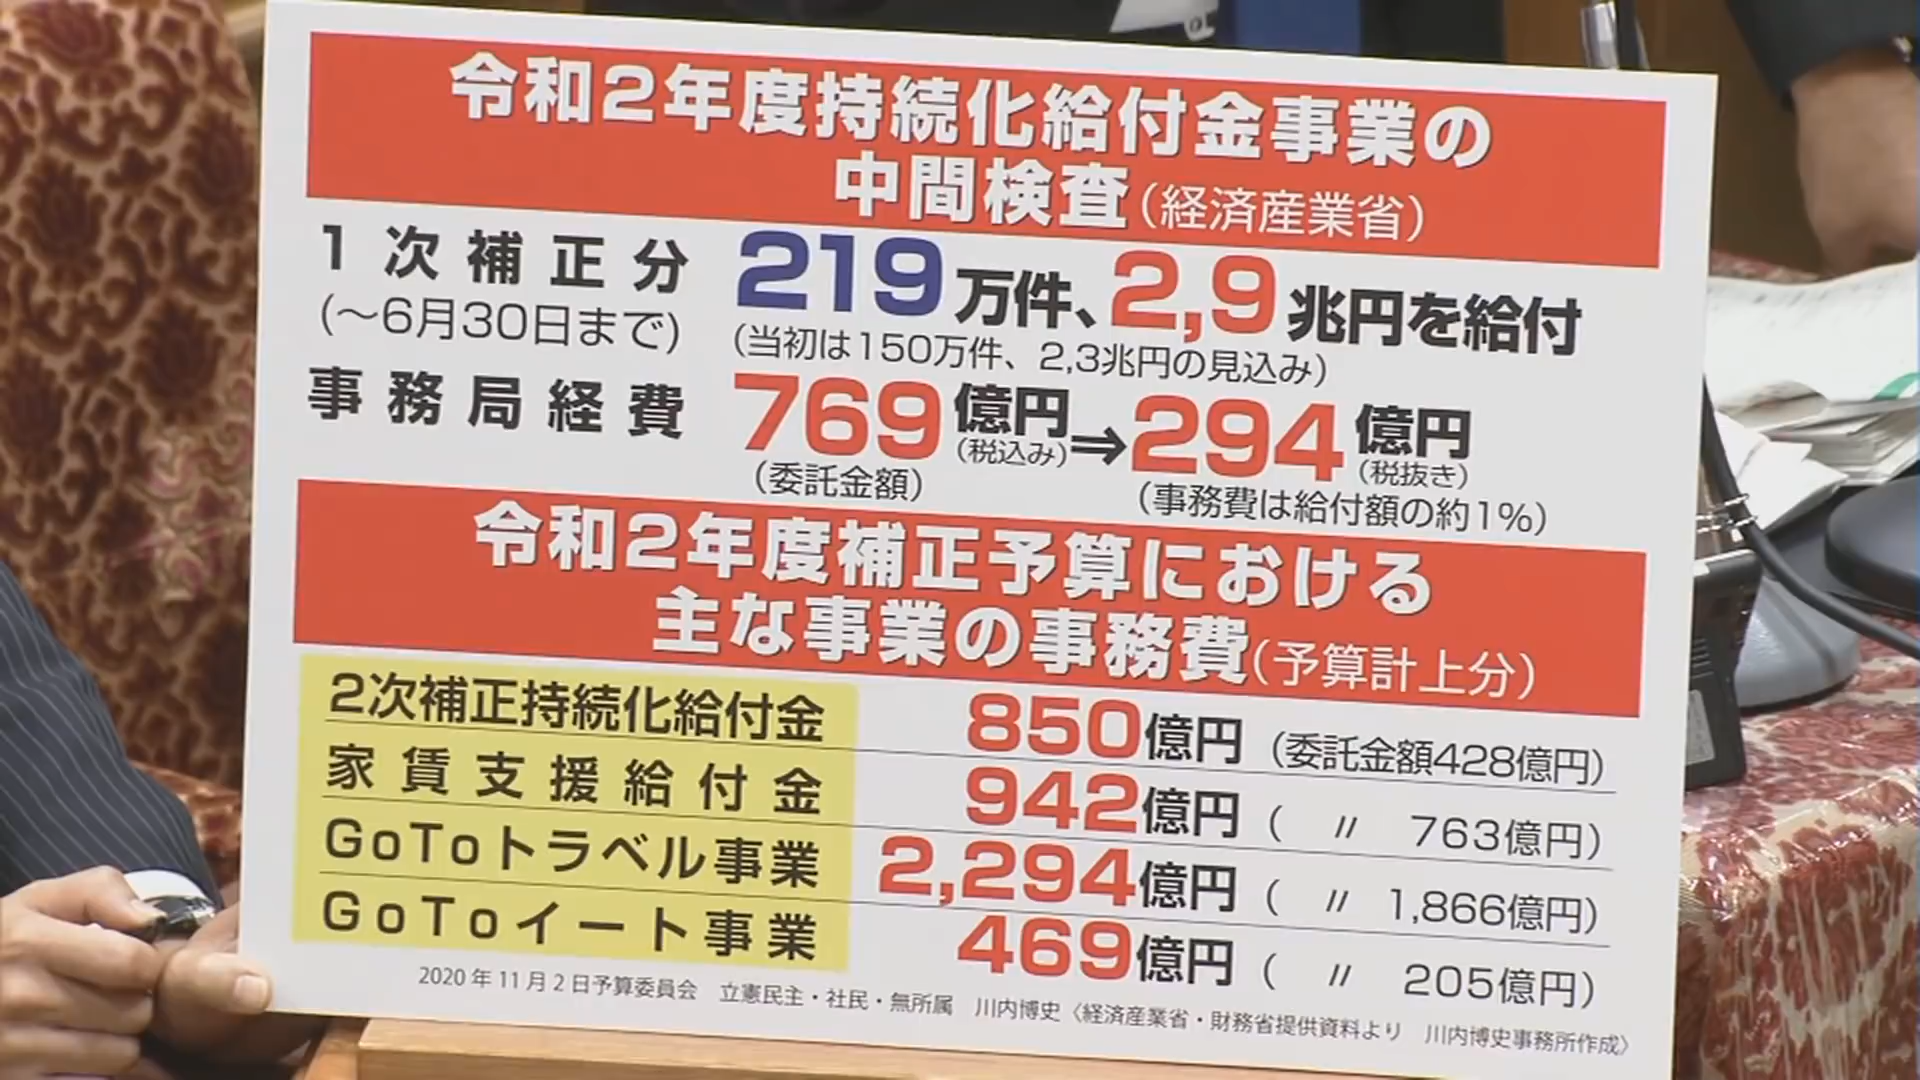 令和2年度持続化給付金事業の
中間検査(経済産業省)
1次補正分 219万件、2,9兆円を給付
(〜6月30日まで) (当初は150万件、2,3兆円の見込み)
事務局経費 769億円(税込み)⇒294億円(税抜き)
(委託金額) (事務費は給付額の約1%)
令和2年度補正予算における
主な事業の事務費(予算計上分)
2次補正持続化給付金 850億円 (委託金額428億円)
家賃支援給付金 942億円 ( 〃 763億円)
GoToトラベル事業 2,294億円 ( 〃 1,866億円)
GoToイート事業 469億円 ( 〃 205億円)
2020年11月2日予算委員会 立憲民主・社民・無所属 川内博史〈経済産業省・財務省提供資料より 川内博史事務所作成〉